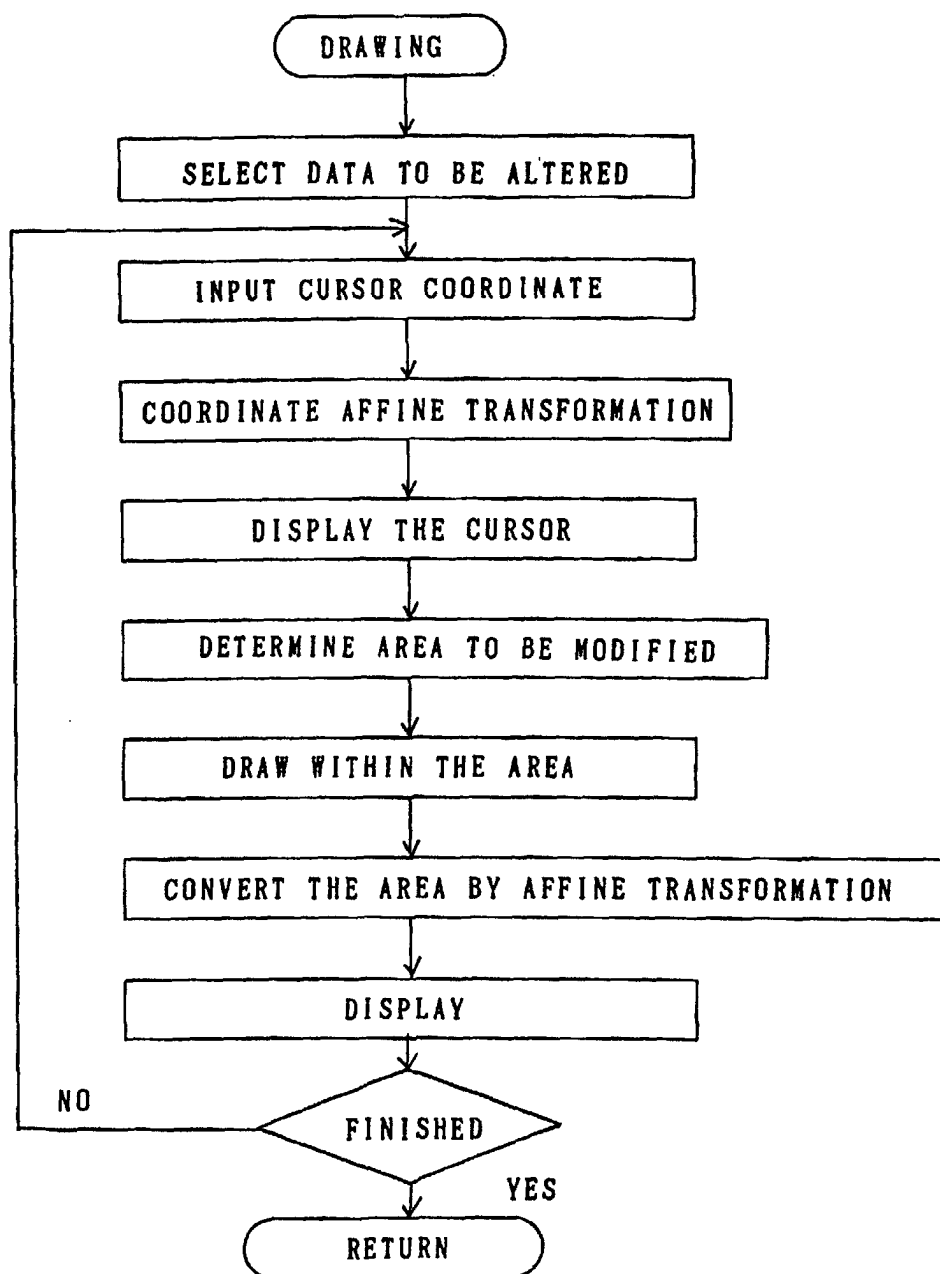 DRAWING
SELECT DATA TO BE ALTERED
INPUT CURSOR COORDINATE
COORDINATE AFFINE TRANSFORMATION
DISPLAY THE CURSOR
DETERMINE AREA TO BE MODIFIED
DRAW WITHIN THE AREA
CONVERT THE AREA BY AFFINE TRANSFORMATION
DISPLAY
NO
FINISHED
YES
RETURN